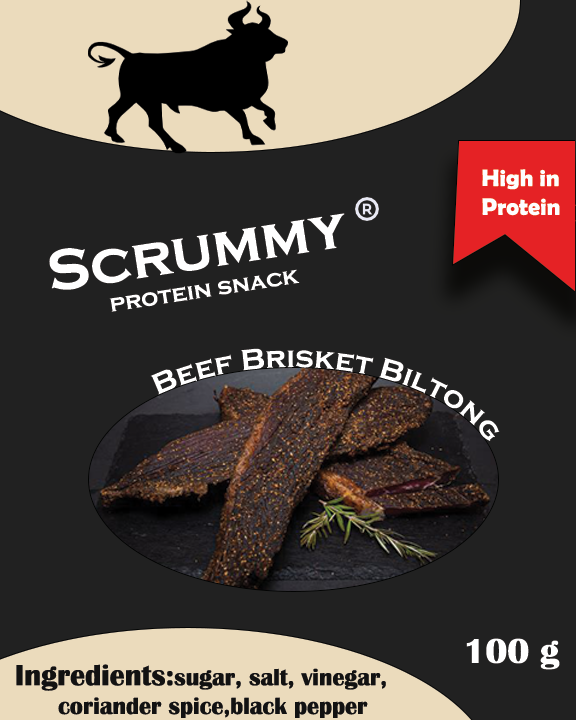 High in
Protein
SCRUMMY ®
PROTEIN SNACK
BEEF BRISKET BILTONG
100 g
Ingredients:sugar, salt, vinegar,
coriander spice,black pepper